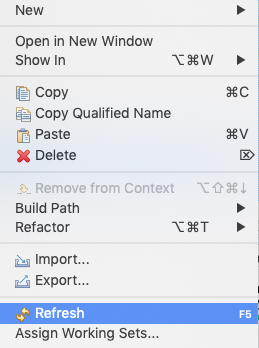 New ▶
Open in New Window
Show In ⌥⌘W ▶
Copy ⌘C
Copy Qualified Name
Paste ⌘V
Delete ⌦
Remove from Context ⌥⇧⌘↓
Build Path ▶
Refactor ⌥⌘T ▶
Import...
Export...
Refresh F5
Assign Working Sets...